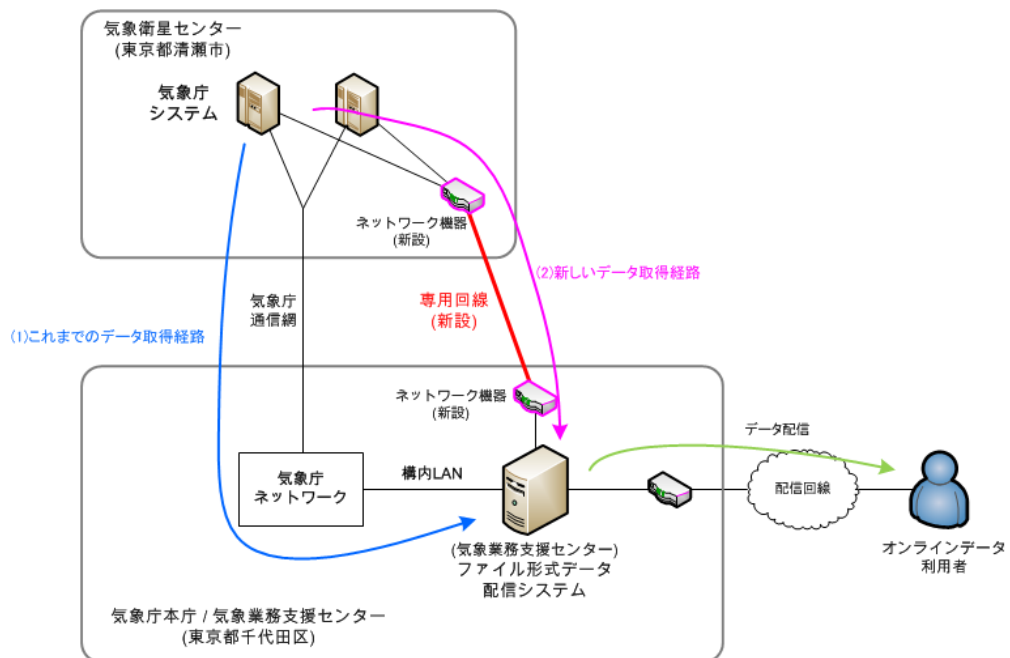 気象衛星センター
(東京都清瀬市)
気象庁
システム
ネットワーク機器
(新設)
(2)新しいデータ取得経路
専用回線
(新設)
気象庁
通信網
(1)これまでのデータ取得経路
ネットワーク機器
(新設)
データ配信
気象庁
ネットワーク
構内LAN
配信回線
(気象業務支援センター)
ファイル形式データ
配信システム
オンラインデータ
利用者
気象庁本庁 / 気象業務支援センター
(東京都千代田区)